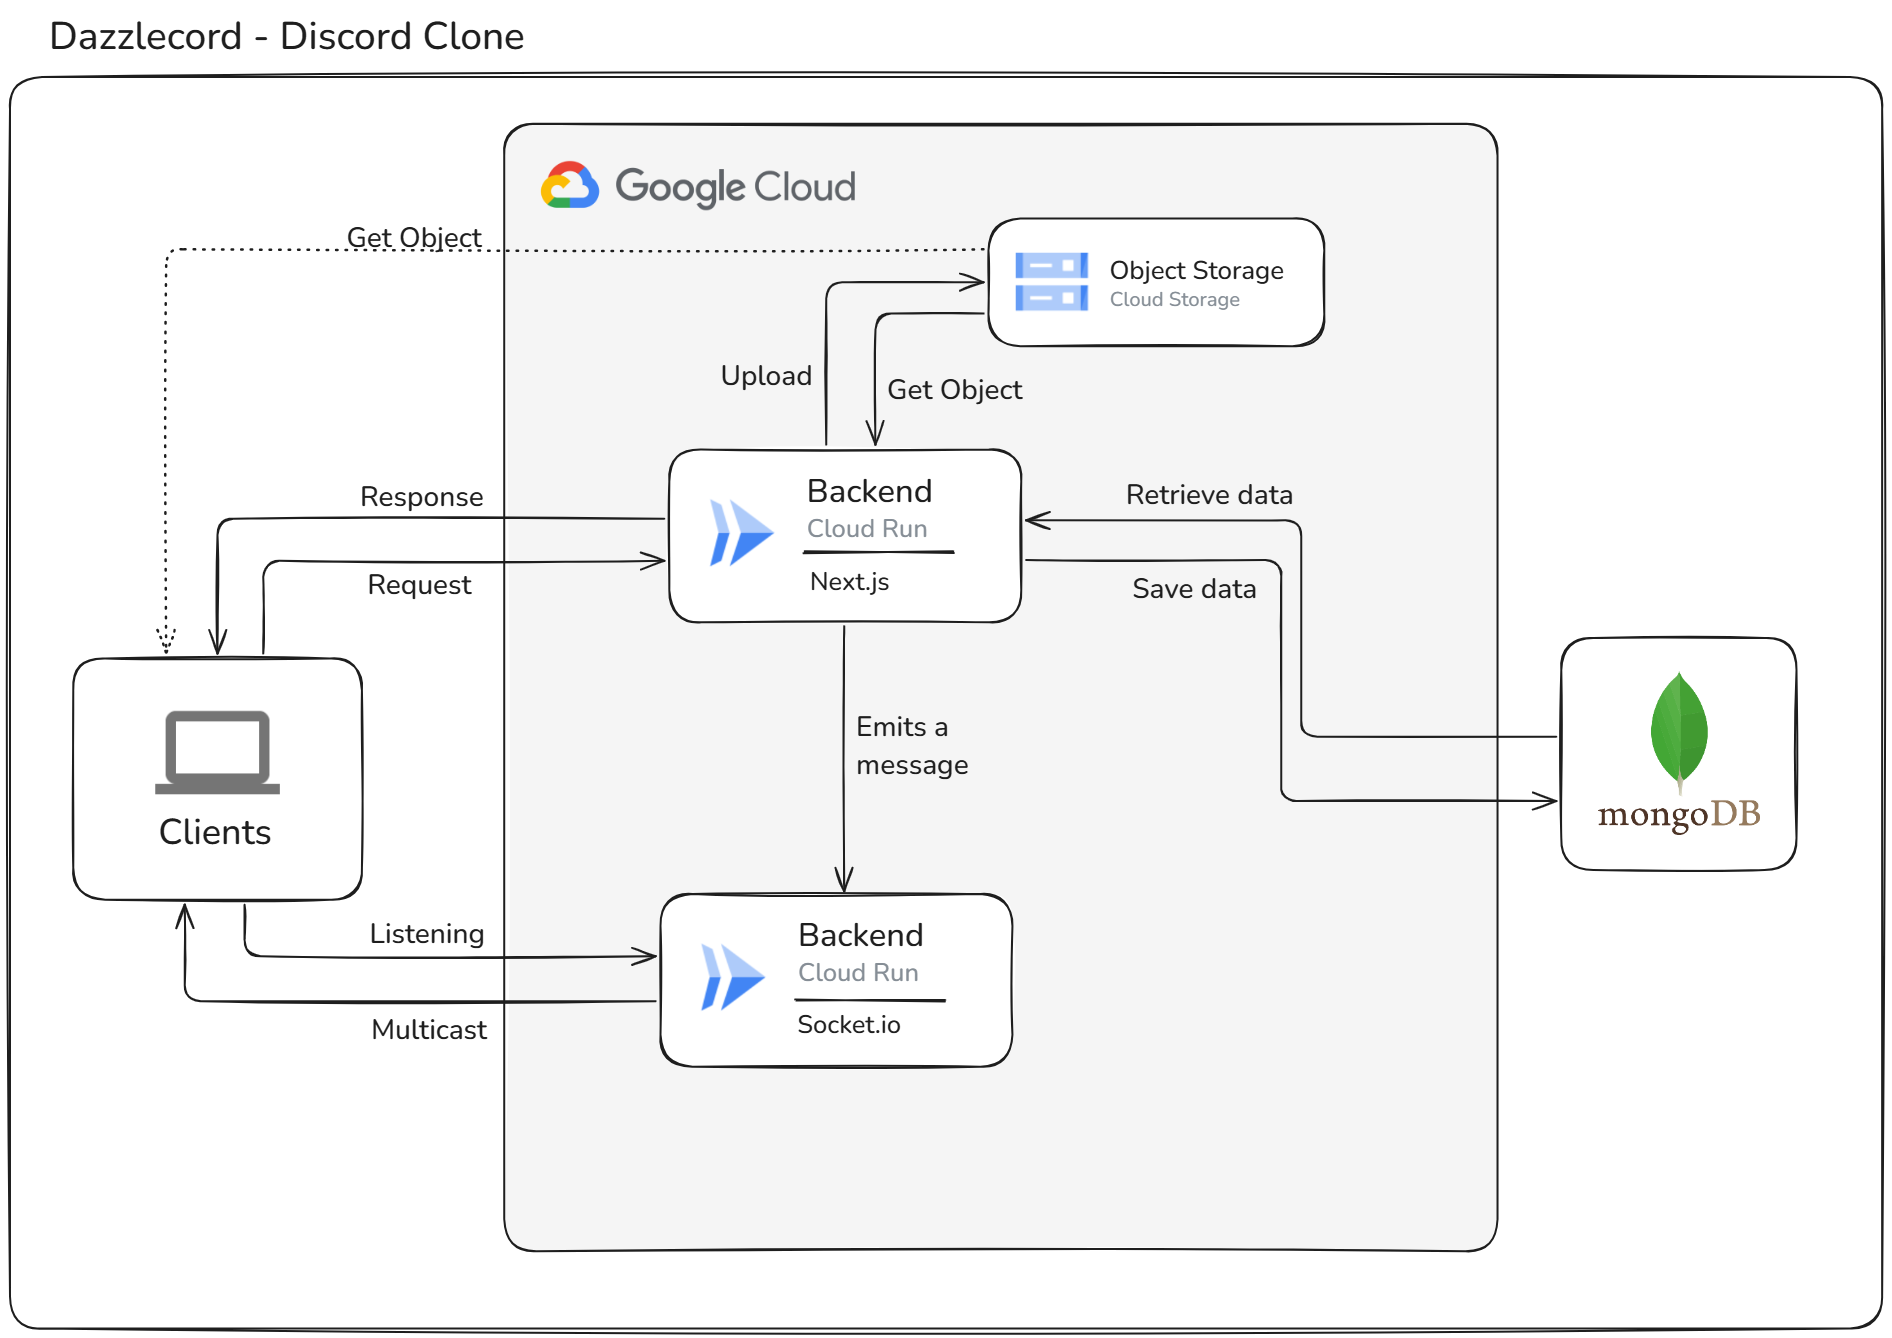 Dazzlecord - Discord Clone
Google Cloud
Get Object
Object Storage
Cloud Storage
Upload
Get Object
Response
Request
Backend
Cloud Run
Next.js
Retrieve data
Save data
Emits a
message
Clients
mongoDB
Listening
Multicast
Backend
Cloud Run
Socket.io